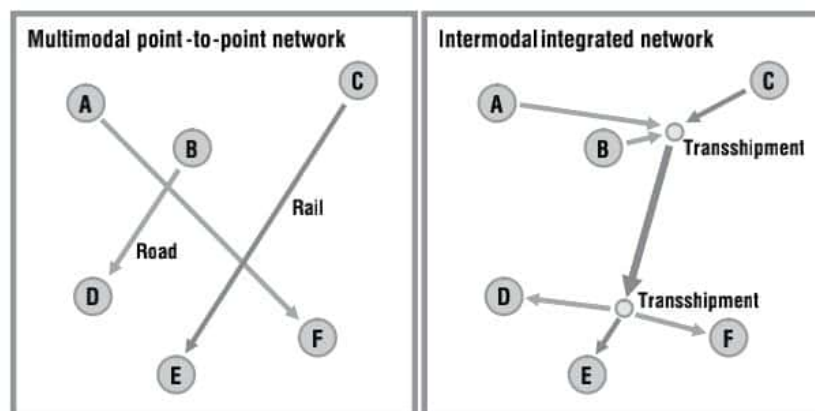 Multimodal point-to-point network
C
A
B
Rail
Road
D
F
E
Intermodal integrated network
C
A
B
Transshipment
Transshipment
D
F
E